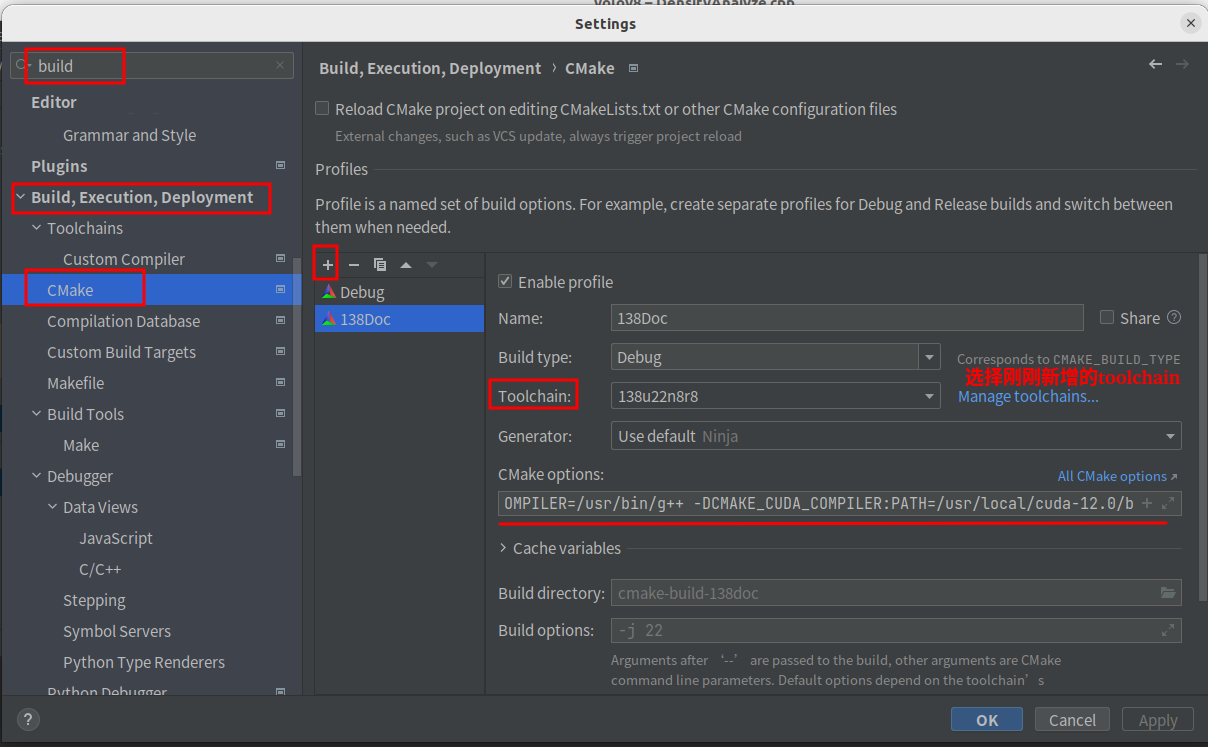 yolov8 – DensityAnalyze.cpp
Settings
build
Editor
Grammar and Style
Plugins
Build, Execution, Deployment
Toolchains
Custom Compiler
CMake
Compilation Database
Custom Build Targets
Makefile
Build Tools
Make
Debugger
Data Views
JavaScript
C/C++
Stepping
Symbol Servers
Python Type Renderers
Python Debugger
Build, Execution, Deployment › CMake
Reload CMake project on editing CMakeLists.txt or other CMake configuration files
External changes, such as VCS update, always trigger project reload
Profiles
Profile is a named set of build options. For example, create separate profiles for Debug and Release builds and switch between
them when needed.
Debug
138Doc
Enable profile
Name: 138Doc Share
Build type: Debug Corresponds to CMAKE_BUILD_TYPE
选择刚刚新增的toolchain
Toolchain: 138u22n8r8 Manage toolchains...
Generator: Use default Ninja
CMake options: All CMake options
OMPILER=/usr/bin/g++ -DCMAKE_CUDA_COMPILER:PATH=/usr/local/cuda-12.0/b
Cache variables
Build directory: cmake-build-138doc
Build options: -j 22
Arguments after ‘--’ are passed to the build, other arguments are CMake
command line parameters. Default options depend on the toolchain’s
?
OK Cancel Apply